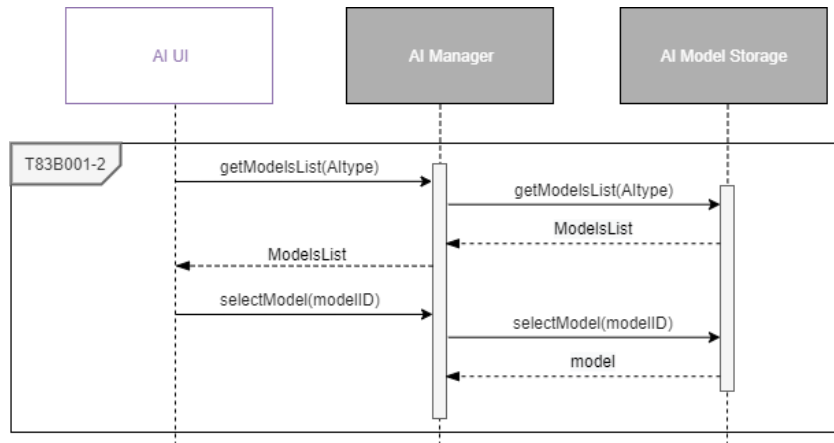 AI UI
AI Manager
AI Model Storage
T83B001-2
getModelsList(AItype)
getModelsList(AItype)
ModelsList
ModelsList
selectModel(modelID)
selectModel(modelID)
model